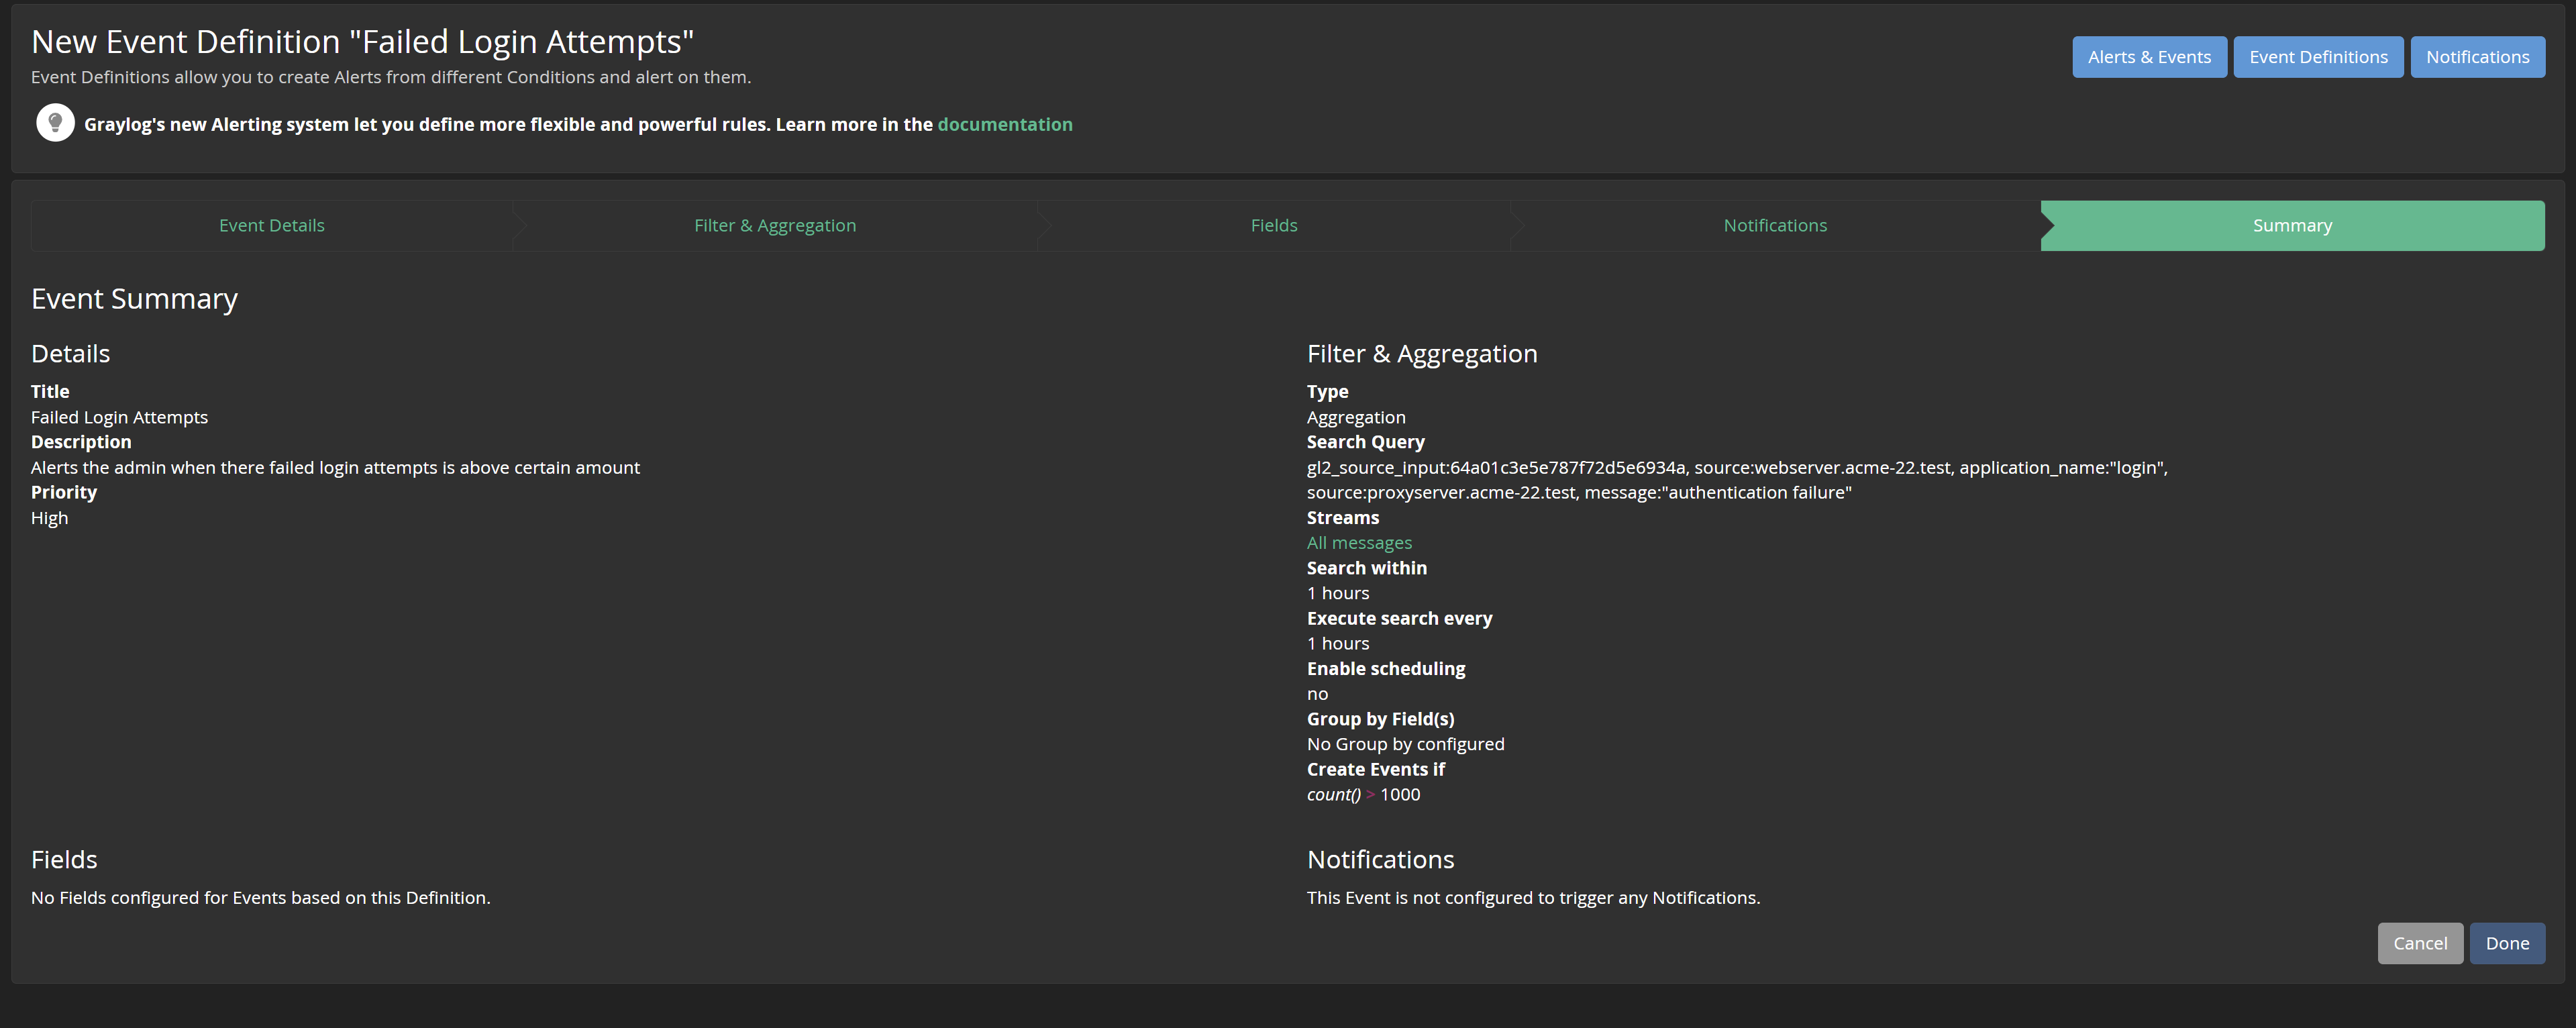 New Event Definition "Failed Login Attempts"
Event Definitions allow you to create Alerts from different Conditions and alert on them.
Graylog's new Alerting system let you define more flexible and powerful rules. Learn more in the documentation
Alerts & Events
Event Definitions
Notifications
Event Details
Filter & Aggregation
Fields
Notifications
Summary
Event Summary
Details
Title
Failed Login Attempts
Description
Alerts the admin when there failed login attempts is above certain amount
Priority
High
Filter & Aggregation
Type
Aggregation
Search Query
gl2_source_input:64a01c3e5e787f72d5e6934a, source:webserver.acme-22.test, application_name:"login",
source:proxyserver.acme-22.test, message:"authentication failure"
Streams
All messages
Search within
1 hours
Execute search every
1 hours
Enable scheduling
no
Group by Field(s)
No Group by configured
Create Events if
count() > 1000
Fields
No Fields configured for Events based on this Definition.
Notifications
This Event is not configured to trigger any Notifications.
Cancel
Done